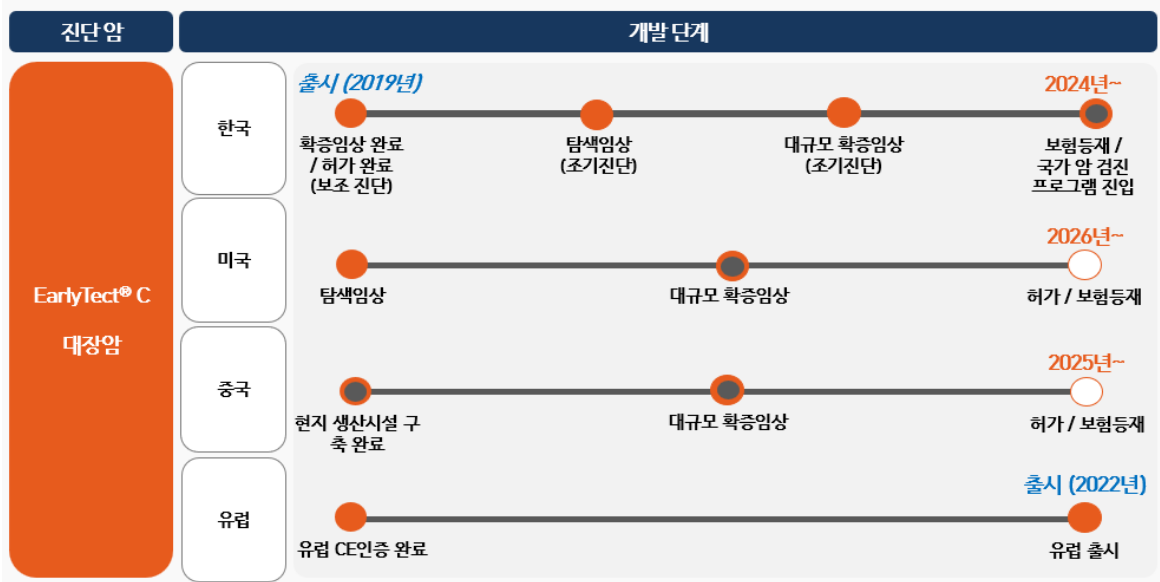 진단 암
개발 단계
EarlyTect® C
대장암
한국
출시 (2019년)
확증임상 완료
/ 허가 완료
(보조 진단)
탐색임상
(조기진단)
대규모 확증임상
(조기진단)
2024년~
보험등재 /
국가 암 검진
프로그램 진입
미국
탐색임상
대규모 확증임상
2026년~
허가 / 보험등재
중국
현지 생산시설 구
축 완료
대규모 확증임상
2025년~
허가 / 보험등재
유럽
유럽 CE인증 완료
출시 (2022년)
유럽 출시